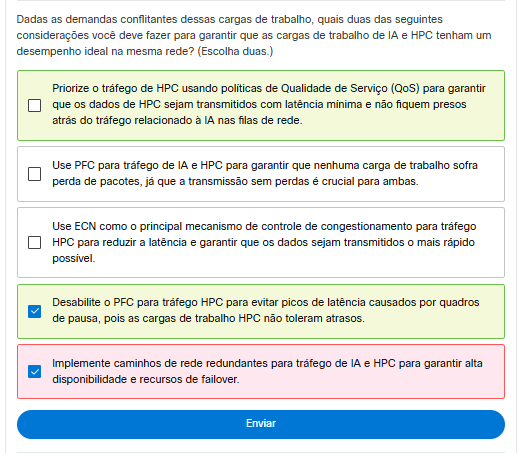 Dadas as demandas conflitantes dessas cargas de trabalho, quais duas das seguintes
considerações você deve fazer para garantir que as cargas de trabalho de IA e HPC tenham um
desempenho ideal na mesma rede? (Escolha duas.)
Priorize o tráfego de HPC usando políticas de Qualidade de Serviço (QoS) para garantir
que os dados de HPC sejam transmitidos com latência mínima e não fiquem presos
atrás do tráfego relacionado à IA nas filas de rede.
Use PFC para tráfego de IA e HPC para garantir que nenhuma carga de trabalho sofra
perda de pacotes, já que a transmissão sem perdas é crucial para ambas.
Use ECN como o principal mecanismo de controle de congestionamento para tráfego
HPC para reduzir a latência e garantir que os dados sejam transmitidos o mais rápido
possível.
Desabilite o PFC para tráfego HPC para evitar picos de latência causados por quadros
de pausa, pois as cargas de trabalho HPC não toleram atrasos.
Implemente caminhos de rede redundantes para tráfego de IA e HPC para garantir alta
disponibilidade e recursos de failover.
Enviar